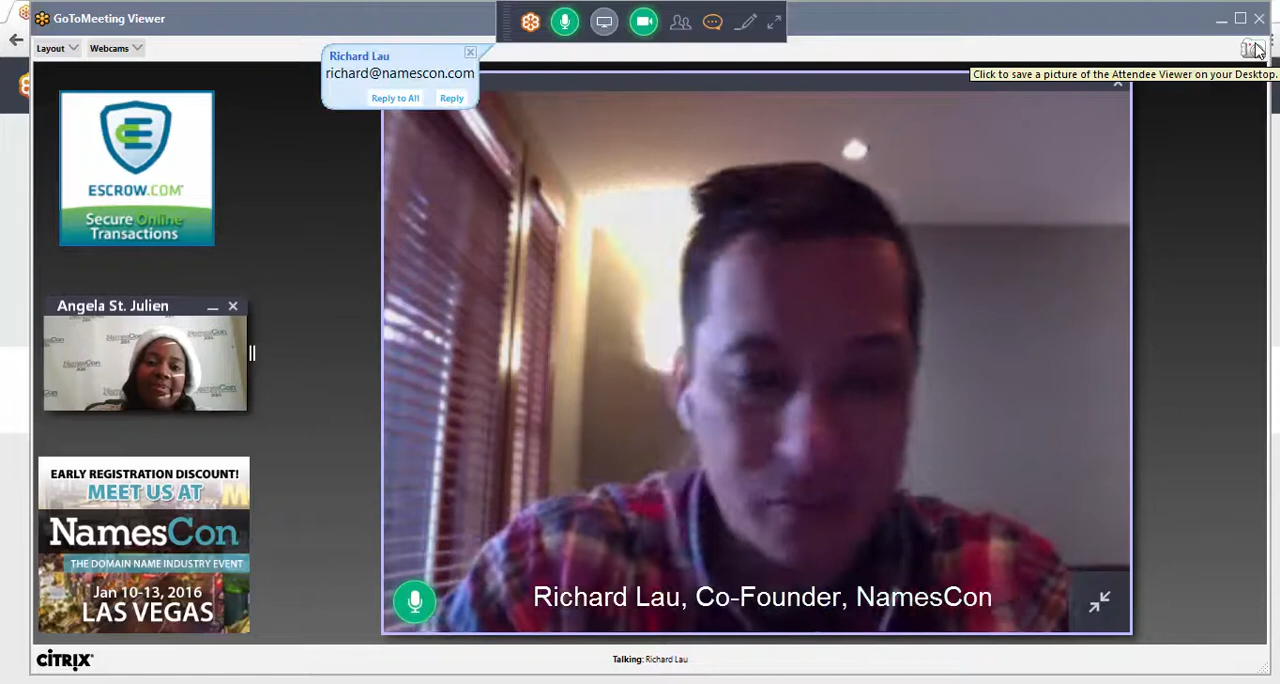 GoToMeeting Viewer
Layout
Webcams
Richard Lau
richard@namescon.com
Reply to All
Reply
Click to save a picture of the Attendee Viewer on your Desktop.
ESCROW.COM
Secure Online
Transactions
Angela St. Julien
NamesCon
EARLY REGISTRATION DISCOUNT!
MEET US AT
NamesCon
THE DOMAIN NAME INDUSTRY EVENT
Jan 10-13, 2016
LAS VEGAS
Richard Lau, Co-Founder, NamesCon
CİTRIX
Talking: Richard Lau